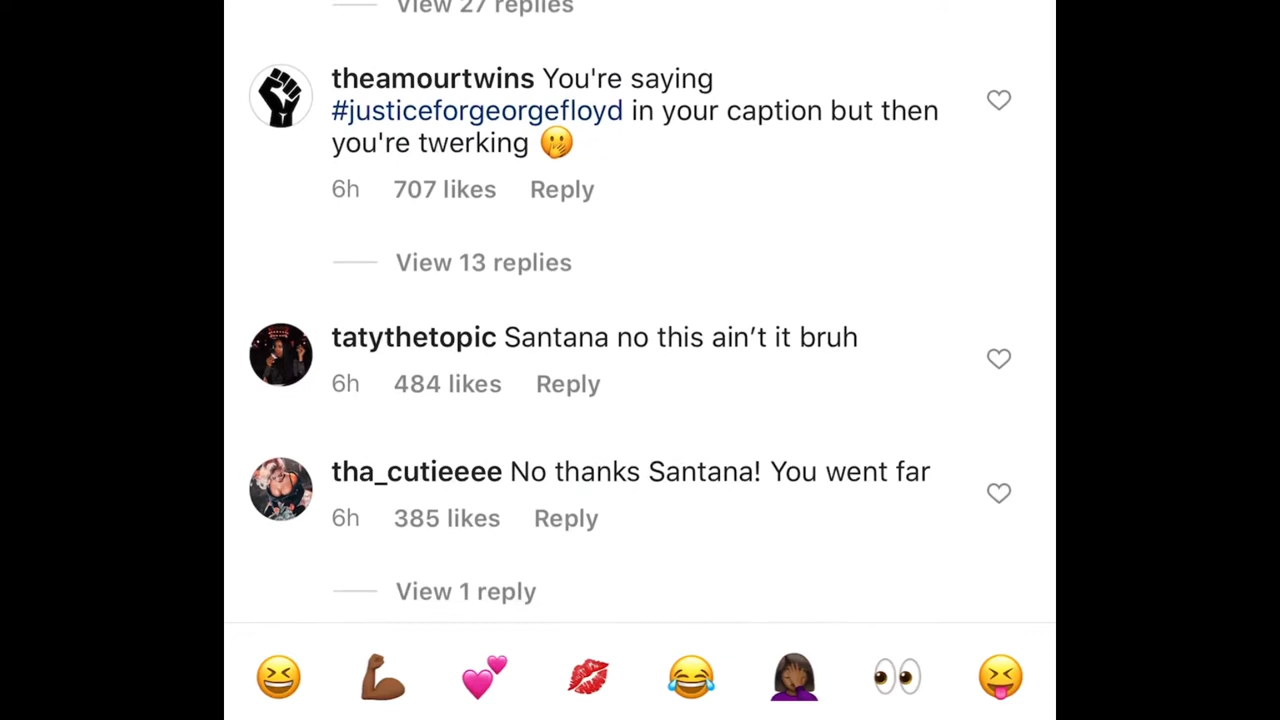 View 27 replies
theamourtwins You're saying
#justiceforgeorgefloyd in your caption but then
you're twerking 🤭
6h 707 likes Reply
View 13 replies
tatythetopic Santana no this ain’t it bruh
6h 484 likes Reply
tha_cutieeee No thanks Santana! You went far
6h 385 likes Reply
View 1 reply